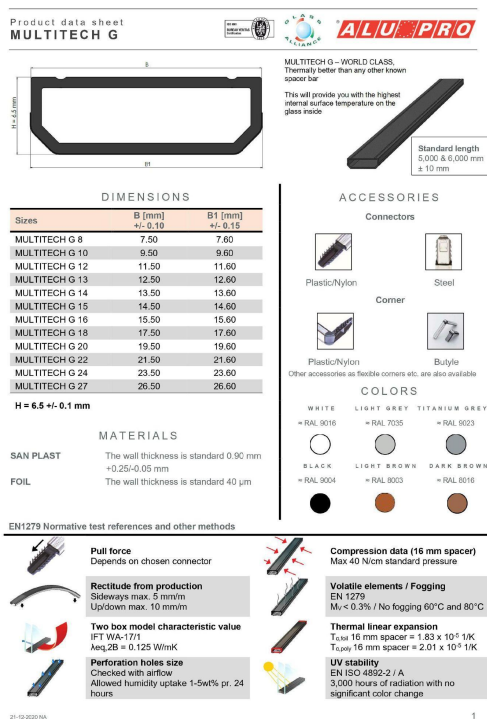 Product data sheet
MULTITECH G
ISO 9001
BUREAU VERITAS
Certification
GLASS
ALLIANCE
ALU PRO
B
H = 6.5 mm
B1
MULTITECH G – WORLD CLASS,
Thermally better than any other known
spacer bar
This will provide you with the highest
internal surface temperature on the
glass inside
Standard length
5,000 & 6,000 mm
± 10 mm
DIMENSIONS
Sizes B [mm] +/- 0.10 B1 [mm] +/- 0.15
MULTITECH G 8 7.50 7.60
MULTITECH G 10 9.50 9.60
MULTITECH G 12 11.50 11.60
MULTITECH G 13 12.50 12.60
MULTITECH G 14 13.50 13.60
MULTITECH G 15 14.50 14.60
MULTITECH G 16 15.50 15.60
MULTITECH G 18 17.50 17.60
MULTITECH G 20 19.50 19.60
MULTITECH G 22 21.50 21.60
MULTITECH G 24 23.50 23.60
MULTITECH G 27 26.50 26.60
H = 6.5 +/- 0.1 mm
MATERIALS
SAN PLAST The wall thickness is standard 0.90 mm
+0.25/-0.05 mm
FOIL The wall thickness is standard 40 µm
ACCESSORIES
Connectors
Plastic/Nylon Steel
Corner
Plastic/Nylon Butyle
Other accessories as flexible corners etc. are also available
COLORS
WHITE LIGHT GREY TITANIUM GREY
≈ RAL 9016 ≈ RAL 7035 ≈ RAL 9023
BLACK LIGHT BROWN DARK BROWN
≈ RAL 9004 ≈ RAL 8003 ≈ RAL 8016
EN1279 Normative test references and other methods
Pull force
Depends on chosen connector
Rectitude from production
Sideways max. 5 mm/m
Up/down max. 10 mm/m
Two box model characteristic value
IFT WA-17/1
λeq,2B = 0.125 W/mK
Perforation holes size
Checked with airflow
Allowed humidity uptake 1-5wt% pr. 24
hours
Compression data (16 mm spacer)
Max 40 N/cm standard pressure
Volatile elements / Fogging
EN 1279
Mv < 0.3% / No fogging 60°C and 80°C
Thermal linear expansion
To,foil 16 mm spacer = 1.83 x 10⁻⁵ 1/K
To,poly 16 mm spacer = 2.01 x 10⁻⁵ 1/K
UV stability
EN ISO 4892-2 / A
3,000 hours of radiation with no
significant color change
21-12-2020 NA
1